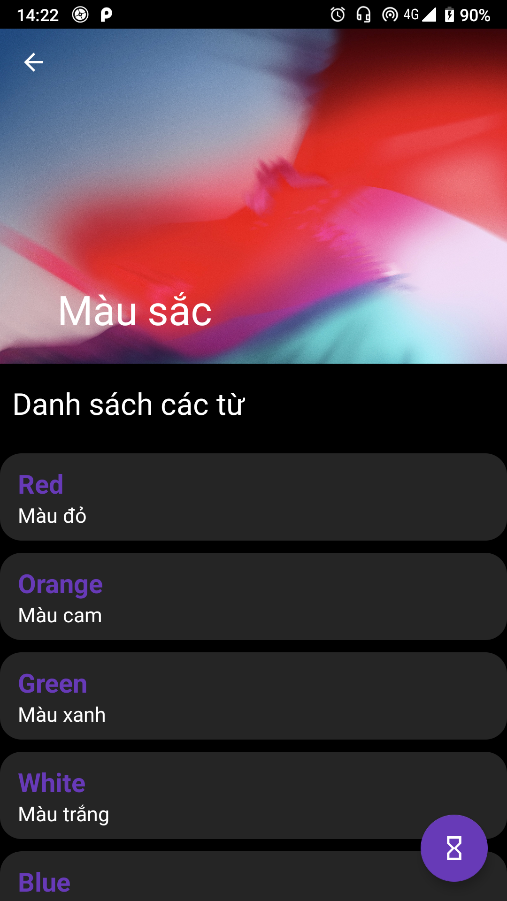 14:22 4G 90%
Màu sắc
Danh sách các từ
Red
Màu đỏ
Orange
Màu cam
Green
Màu xanh
White
Màu trắng
Blue